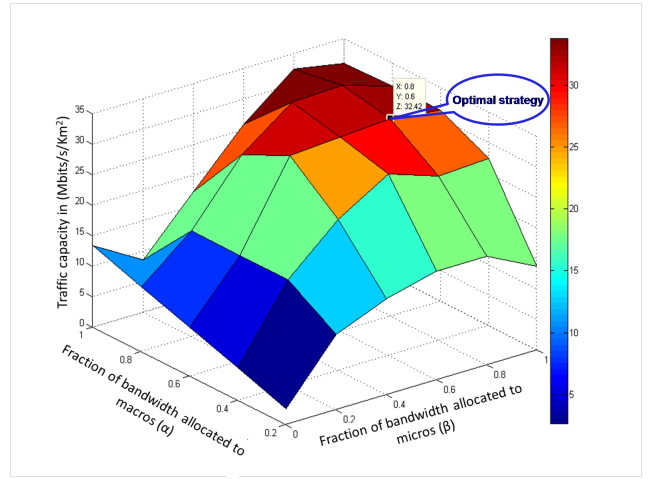 X: 0.8
Y: 0.6
Z: 32.42
Optimal strategy
Traffic capacity in (Mbits/s/Km²)
35
30
25
20
15
10
5
0
1
0.8
0.6
0.4
0.2
Fraction of bandwidth allocated to
macros (α)
0
0.2
0.4
0.6
0.8
1
Fraction of bandwidth allocated to
micros (β)
30
25
20
15
10
5